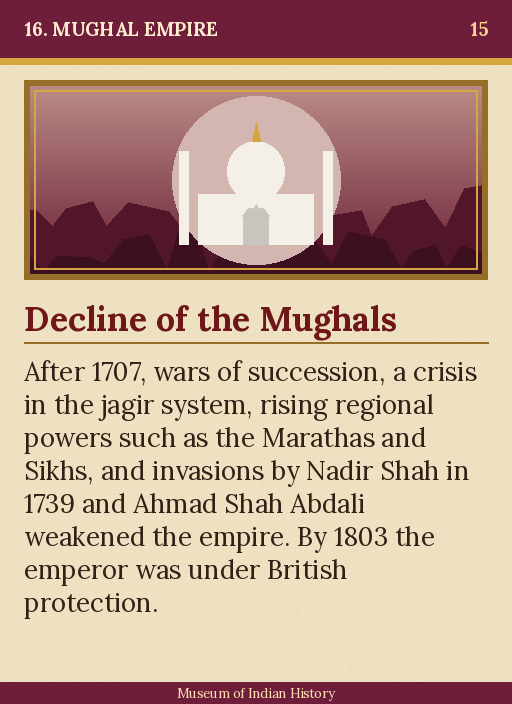 16. MUGHAL EMPIRE
15
Decline of the Mughals
After 1707, wars of succession, a crisis
in the jagir system, rising regional
powers such as the Marathas and
Sikhs, and invasions by Nadir Shah in
1739 and Ahmad Shah Abdali
weakened the empire. By 1803 the
emperor was under British
protection.
Museum of Indian History